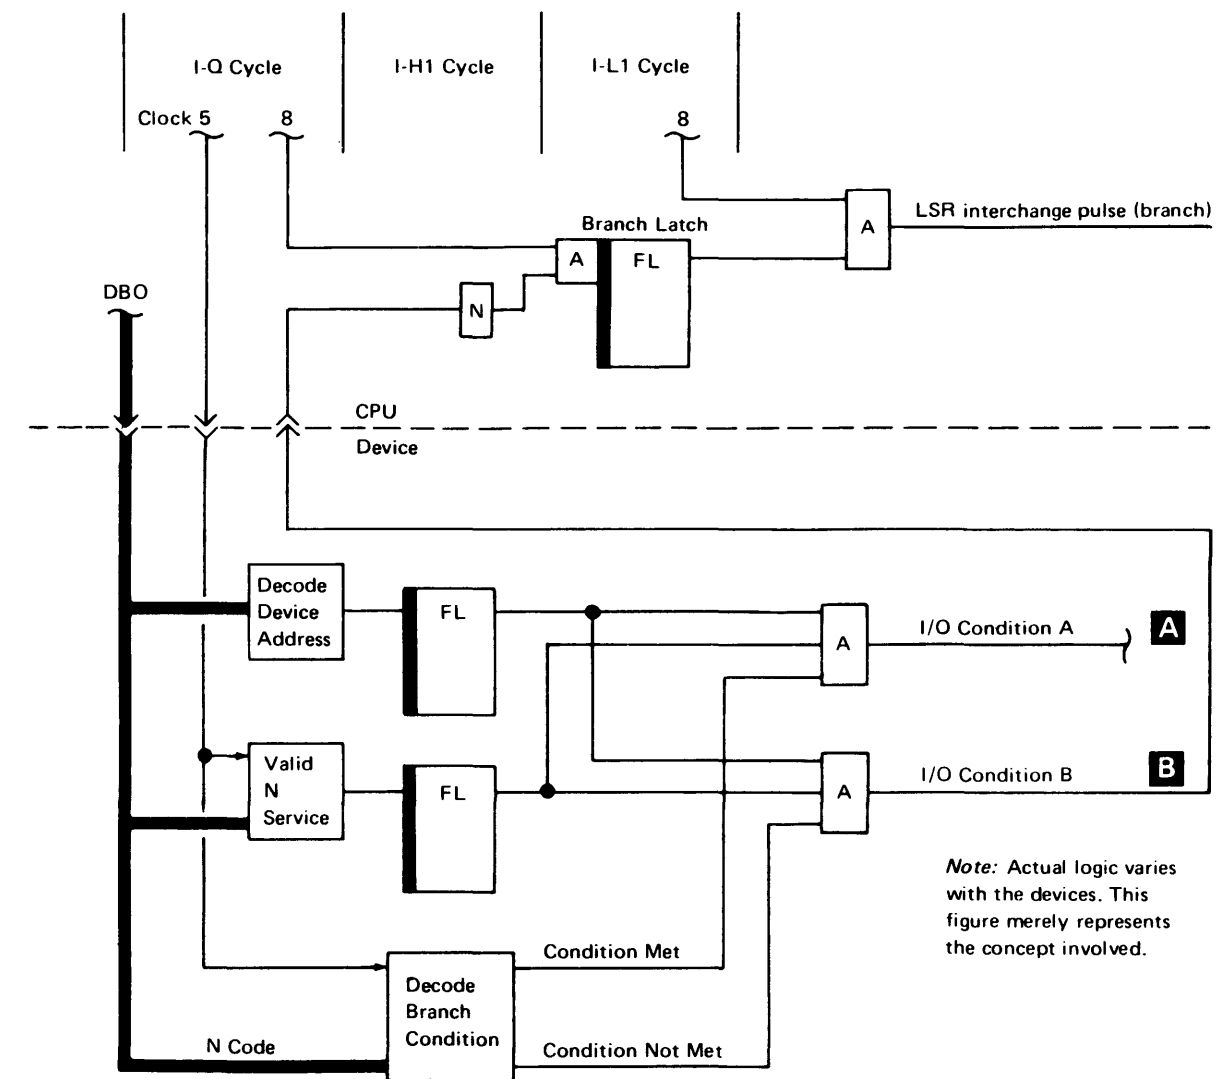 I-Q Cycle
I-H1 Cycle
I-L1 Cycle
Clock 5
8
8
LSR interchange pulse (branch)
A
Branch Latch
A
FL
DBO
N
CPU
Device
Decode
Device
Address
FL
A
I/O Condition A
A
Valid
N
Service
FL
A
I/O Condition B
B
Note: Actual logic varies
with the devices. This
figure merely represents
the concept involved.
Condition Met
Decode
Branch
Condition
N Code
Condition Not Met